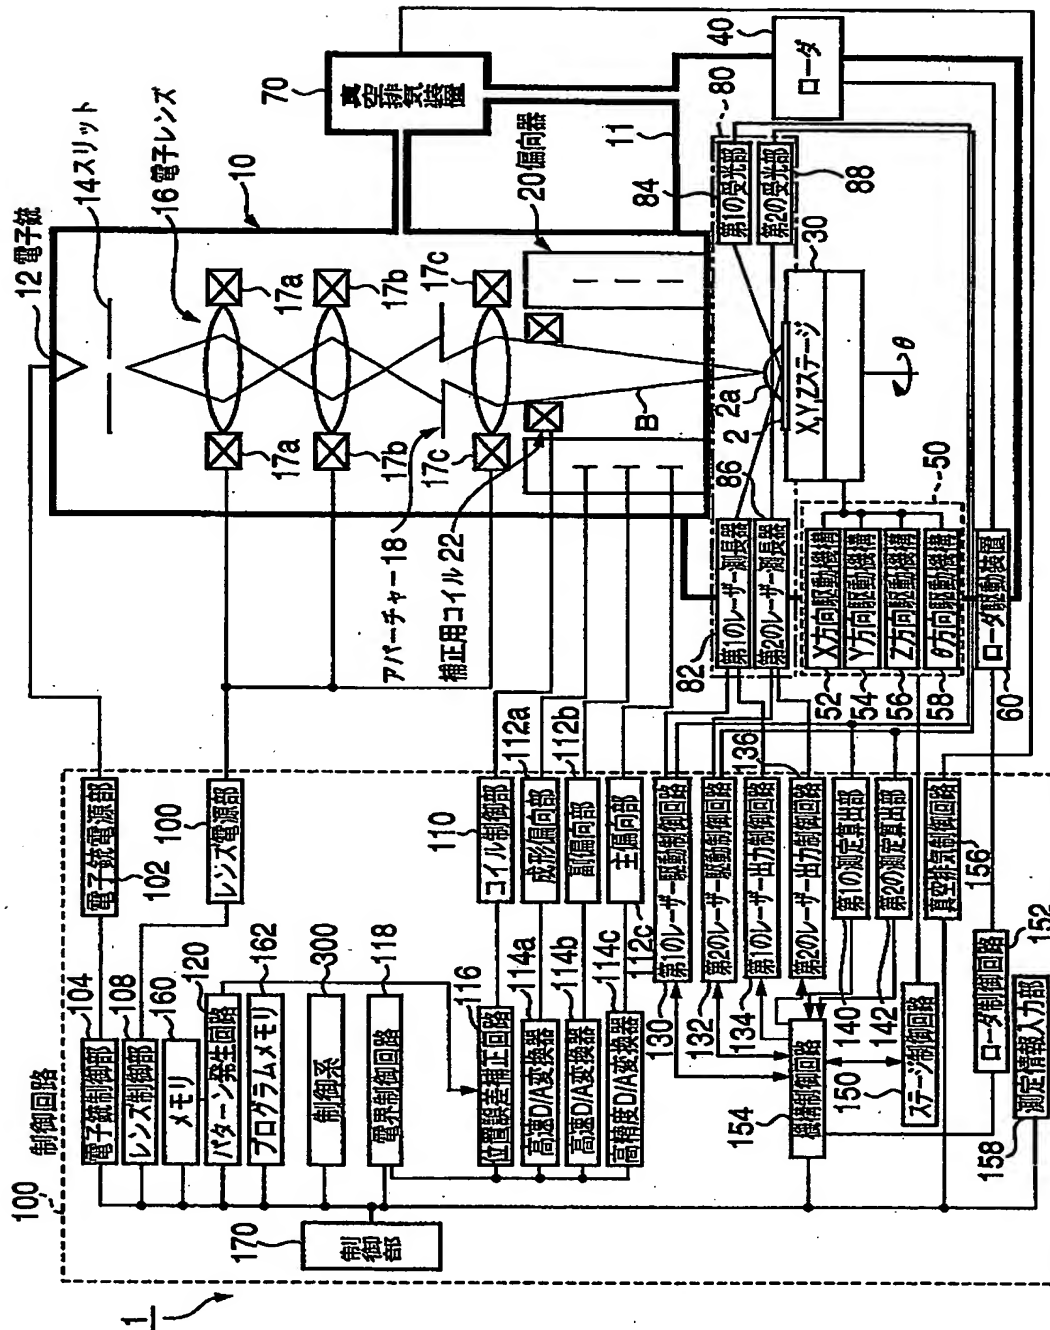 1
100
制御回路
170
制御部
104
電子銃制御部
108
レンズ制御部
160
メモリ
120
パターン発生回路
162
プログラムメモリ
300
制御系
118
電界制御回路
116
位置誤差補正回路
114a
高速D/A変換器
114b
高速D/A変換器
114c
高精度D/A変換器
102
電子銃電源部
100
レンズ電源部
110
コイル制御部
112a
成形偏向部
112b
副偏向部
112c
主偏向部
130
第1のレーザー駆動制御回路
132
第2のレーザー駆動制御回路
134
第1のレーザー出力制御回路
136
第2のレーザー出力制御回路
140
第1の測定算出部
142
第2の測定算出部
156
真空排気制御回路
154
機構制御回路
150
ステージ制御回路
152
ローダ制御回路
158
測定情報入力部
12 電子銃
14スリット
16 電子レンズ
10
17a
17a
17b
17b
17c
17c
アパーチャー18
補正用コイル22
20偏向器
B
11
70
真空排気装置
40
ローダ
80
84
第1の受光部
88
第2の受光部
82
第1のレーザー測長器
86
第2のレーザー測長器
2
2a
30
X,Y,Zステージ
θ
50
52
X方向駆動機構
54
Y方向駆動機構
56
Z方向駆動機構
58
θ方向駆動機構
60
ローダ駆動装置